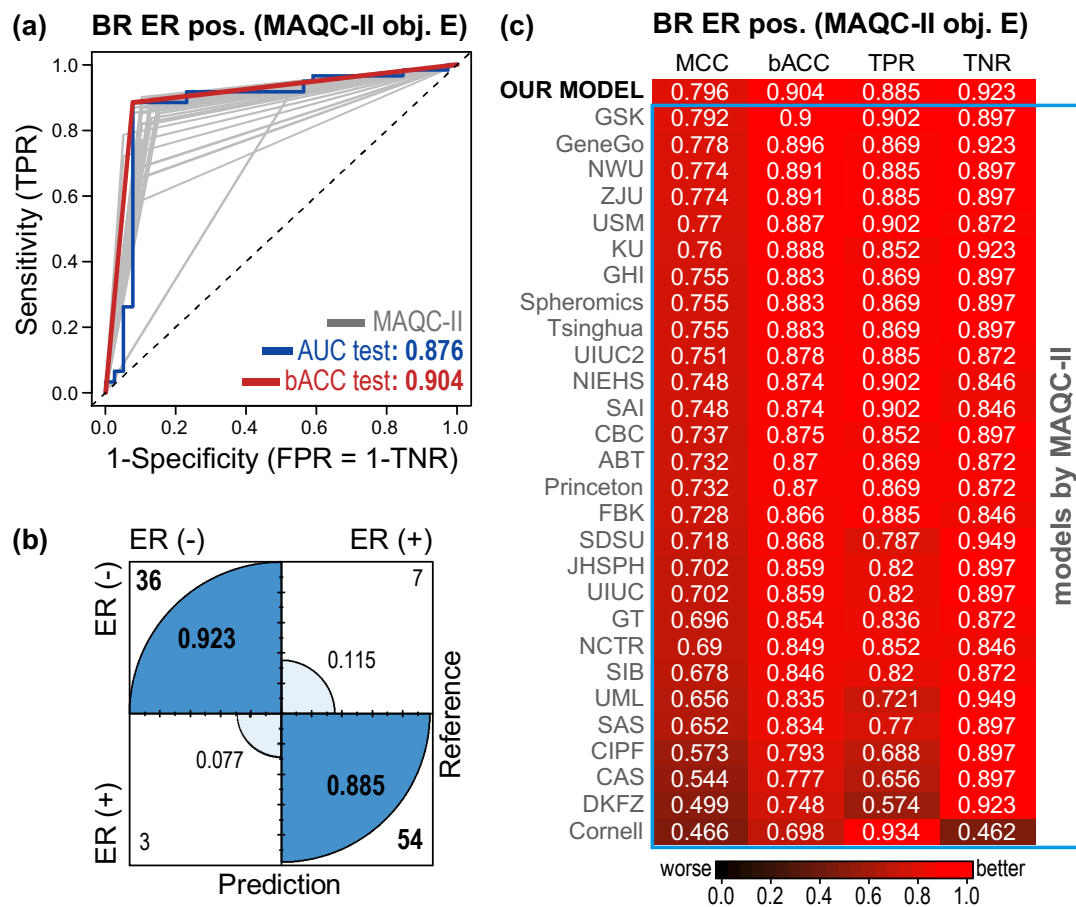 (a) BR ER pos. (MAQC-II obj. E)
1.0
0.8
0.6
0.4
0.2
0.0
Sensitivity (TPR)
MAQC-II
AUC test: 0.876
bACC test: 0.904
0.0 0.2 0.4 0.6 0.8 1.0
1-Specificity (FPR = 1-TNR)
(b) ER (-) ER (+)
ER (-)
36 7
0.923
0.115
0.077
0.885
ER (+)
3 54
Reference
Prediction
(c) BR ER pos. (MAQC-II obj. E)
MCC bACC TPR TNR
OUR MODEL 0.796 0.904 0.885 0.923
GSK 0.792 0.9 0.902 0.897
GeneGo 0.778 0.896 0.869 0.923
NWU 0.774 0.891 0.885 0.897
ZJU 0.774 0.891 0.885 0.897
USM 0.77 0.887 0.902 0.872
KU 0.76 0.888 0.852 0.923
GHI 0.755 0.883 0.869 0.897
Spheromics 0.755 0.883 0.869 0.897
Tsinghua 0.755 0.883 0.869 0.897
UIUC2 0.751 0.878 0.885 0.872
NIEHS 0.748 0.874 0.902 0.846
SAI 0.748 0.874 0.902 0.846
CBC 0.737 0.875 0.852 0.897
ABT 0.732 0.87 0.869 0.872
Princeton 0.732 0.87 0.869 0.872
FBK 0.728 0.866 0.885 0.846
SDSU 0.718 0.868 0.787 0.949
JHSPH 0.702 0.859 0.82 0.897
UIUC 0.702 0.859 0.82 0.897
GT 0.696 0.854 0.836 0.872
NCTR 0.69 0.849 0.852 0.846
SIB 0.678 0.846 0.82 0.872
UML 0.656 0.835 0.721 0.949
SAS 0.652 0.834 0.77 0.897
CIPF 0.573 0.793 0.688 0.897
CAS 0.544 0.777 0.656 0.897
DKFZ 0.499 0.748 0.574 0.923
Cornell 0.466 0.698 0.934 0.462
models by MAQC-II
worse better
0.0 0.2 0.4 0.6 0.8 1.0